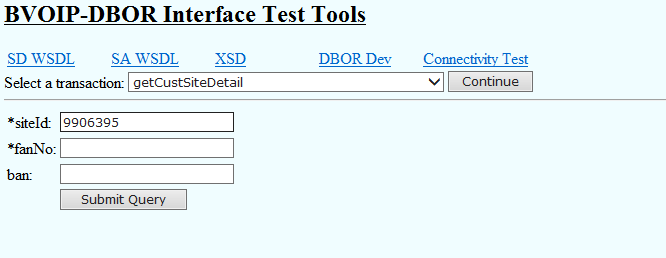 BVOIP-DBOR Interface Test Tools
SD WSDL SA WSDL XSD DBOR Dev Connectivity Test
Select a transaction: getCustSiteDetail Continue
*siteId: 9906395
*fanNo:
ban:
Submit Query